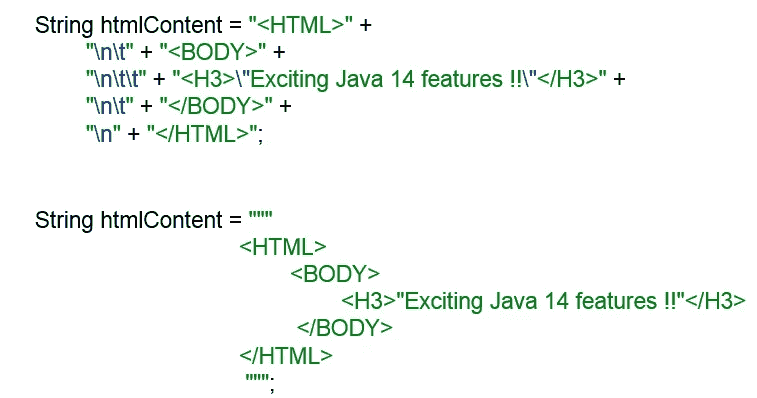 String htmlContent = "<HTML>" +
"\n\t" + "<BODY>" +
"\n\t\t" + "<H3>\"Exciting Java 14 features !!\"</H3>" +
"\n\t" + "</BODY>" +
"\n" + "</HTML>";
String htmlContent = """
<HTML>
<BODY>
<H3>"Exciting Java 14 features !!"</H3>
</BODY>
</HTML>
""";